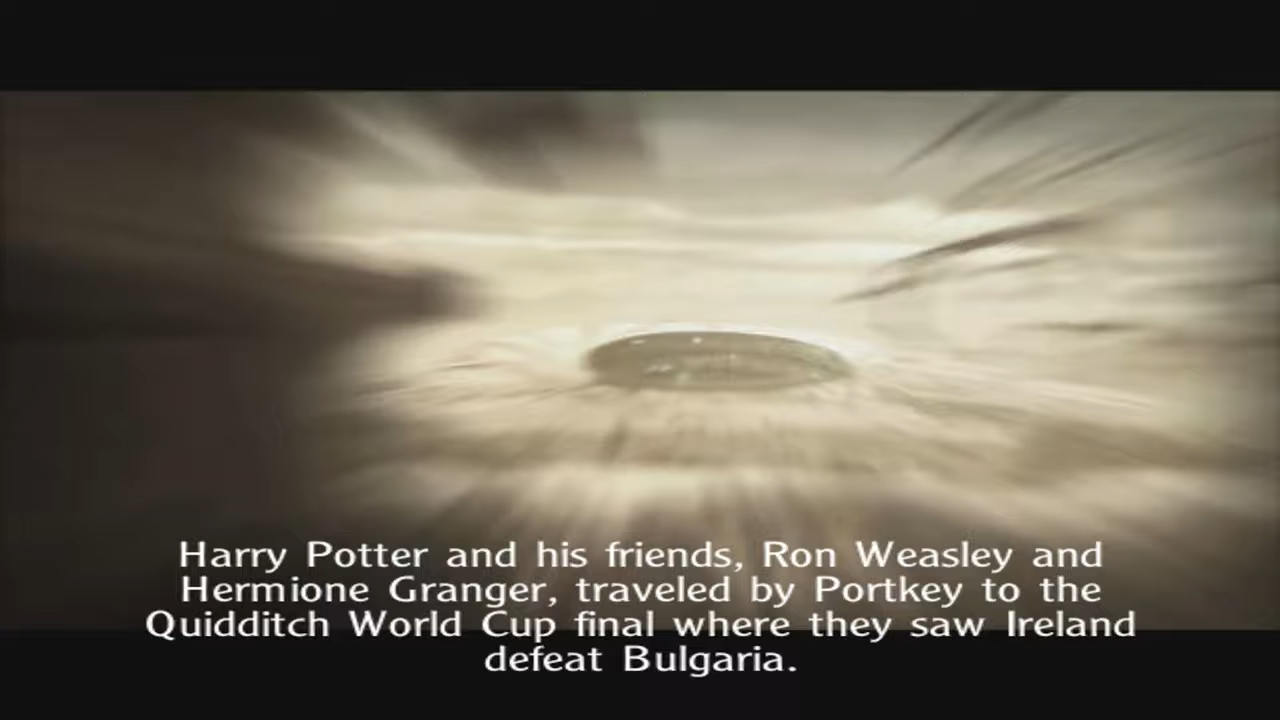 Harry Potter and his friends, Ron Weasley and
Hermione Granger, traveled by Portkey to the
Quidditch World Cup final where they saw Ireland
defeat Bulgaria.